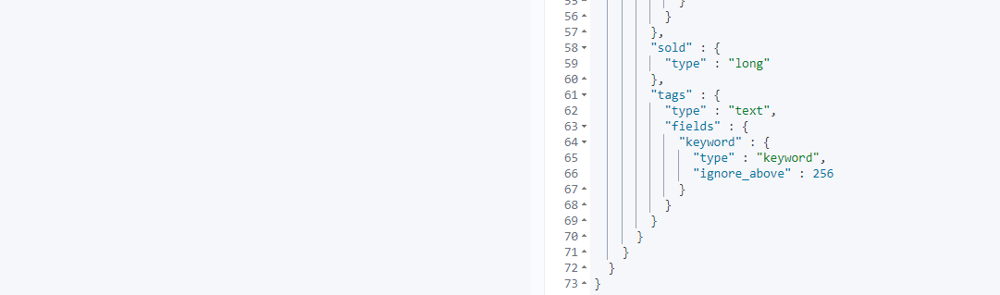 55 }
56 }
57 },
58 "sold" : {
59 "type" : "long"
60 },
61 "tags" : {
62 "type" : "text",
63 "fields" : {
64 "keyword" : {
65 "type" : "keyword",
66 "ignore_above" : 256
67 }
68 }
69 }
70 }
71 }
72 }
73 }